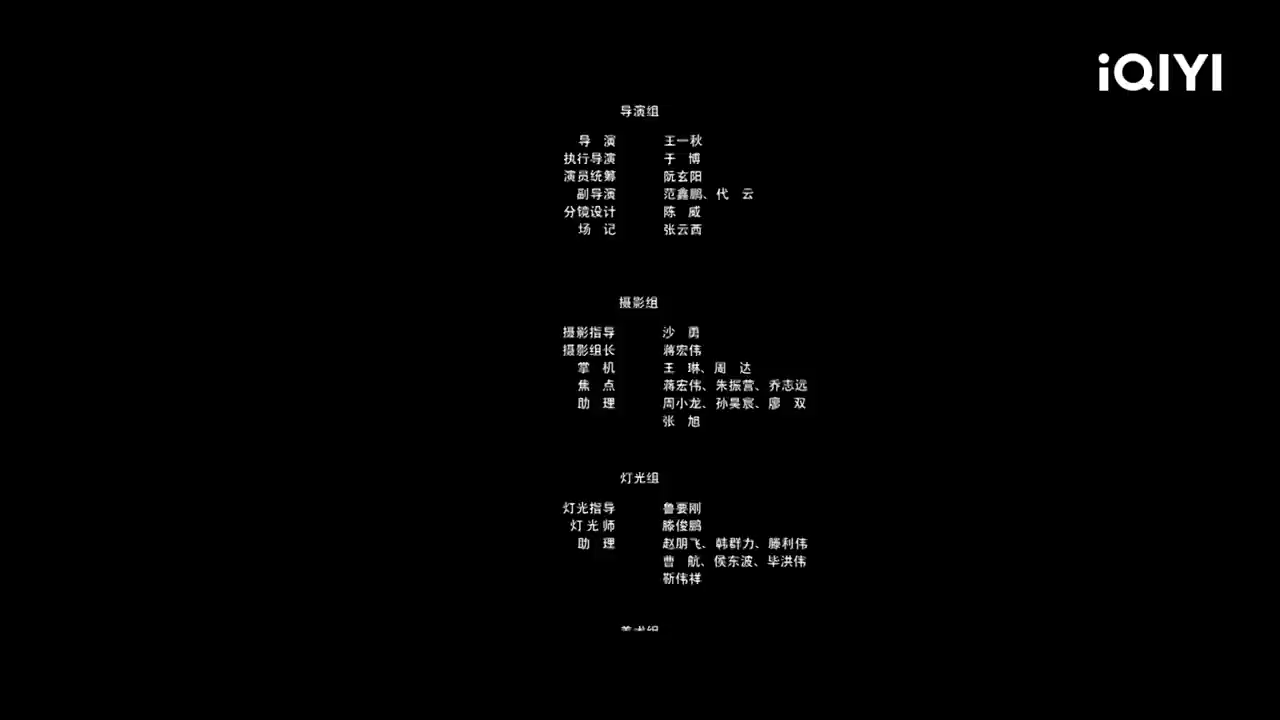 iQIYI
导演组
导 演 王一秋
执行导演 于 博
演员统筹 阮玄阳
副导演 范鑫鹏、代 云
分镜设计 陈 威
场 记 张云西
摄影组
摄影指导 沙 勇
摄影组长 蒋宏伟
掌 机 王 琳、周 达
焦 点 蒋宏伟、朱振营、乔志远
助 理 周小龙、孙昊宸、廖 双
张 旭
灯光组
灯光指导 鲁要刚
灯光师 滕俊鹏
助 理 赵朋飞、韩群力、滕利伟
曹 航、侯东波、毕洪伟
靳伟祥